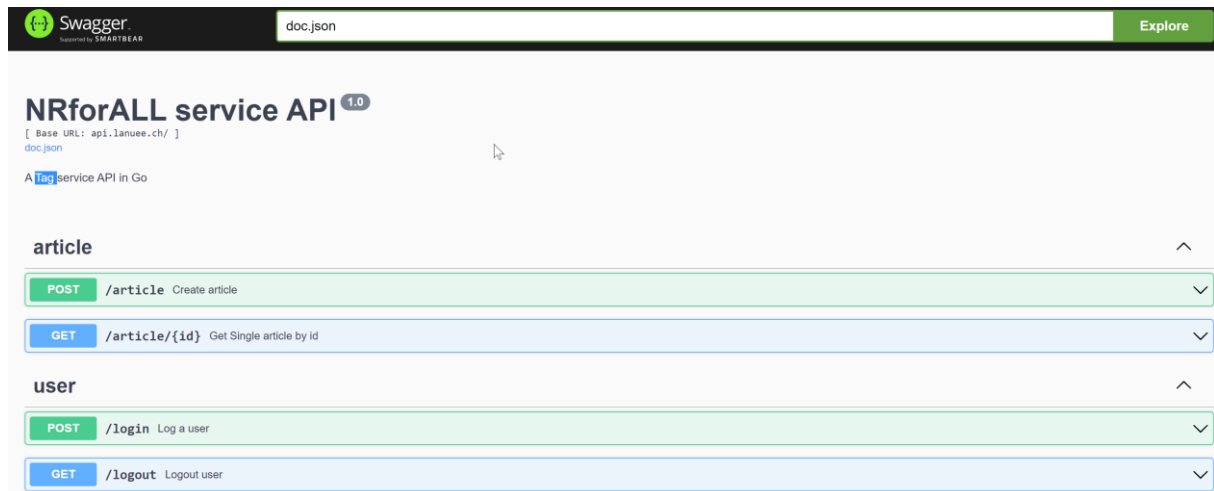 Swagger.
Supported by SMARTBEAR
doc.json
Explore
NRforALL service API 1.0
[ Base URL: api.lanuee.ch/ ]
doc.json
A Tag service API in Go
article
POST /article Create article
GET /article/{id} Get Single article by id
user
POST /login Log a user
GET /logout Logout user